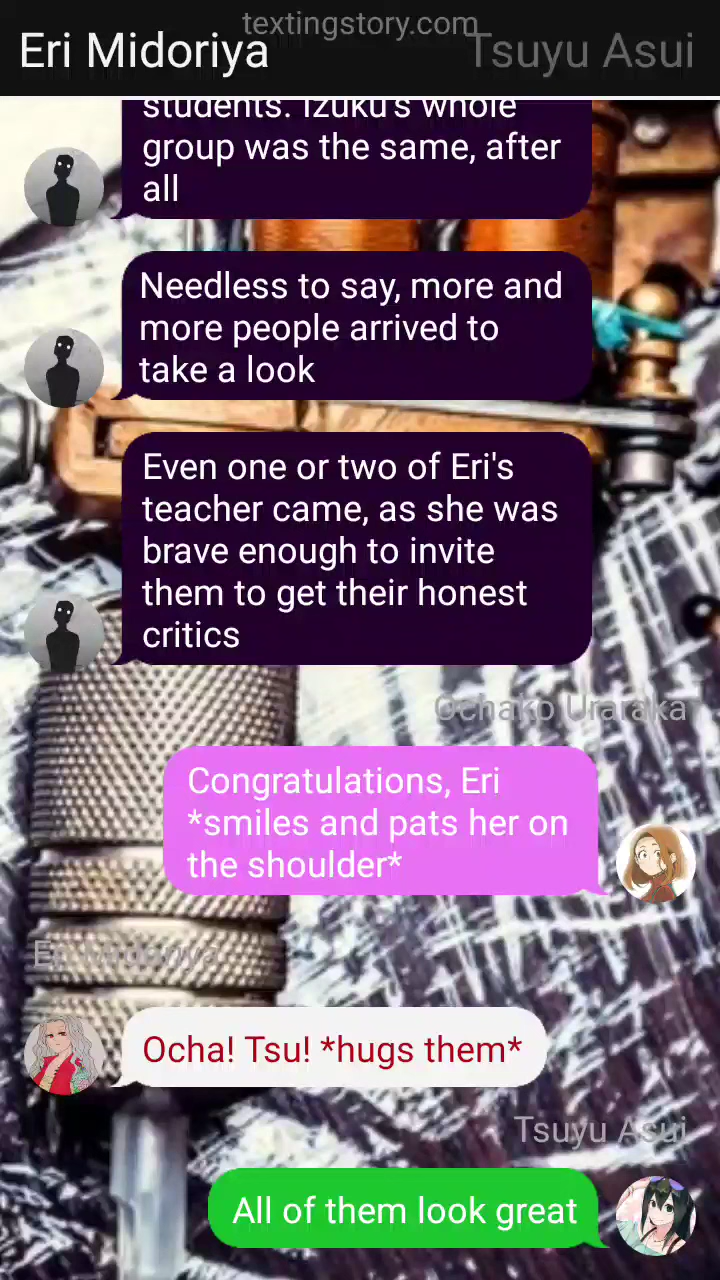 textingstory.com
Eri Midoriya
Tsuyu Asui
students. Izuku's whole
group was the same, after
all
Needless to say, more and
more people arrived to
take a look
Even one or two of Eri's
teacher came, as she was
brave enough to invite
them to get their honest
critics
Ochako Uraraka
Congratulations, Eri
*smiles and pats her on
the shoulder*
Eri Midoriya
Ocha! Tsu! *hugs them*
Tsuyu Asui
All of them look great